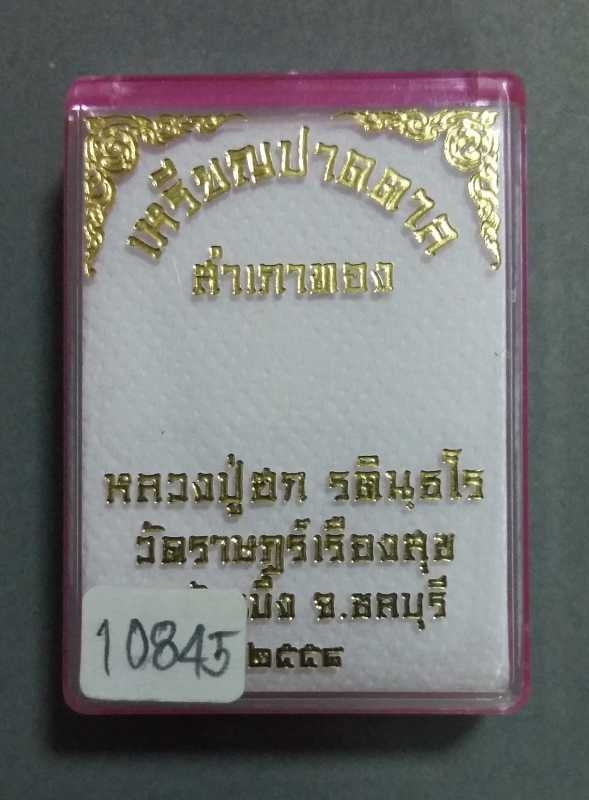 เหรียญปาดตาล
สำเภาทอง
หลวงปู่ฮก รตินฺธโร
วัดราษฎร์เรืองสุข
จ.ชลบุรี
๒๕๕๘
10845